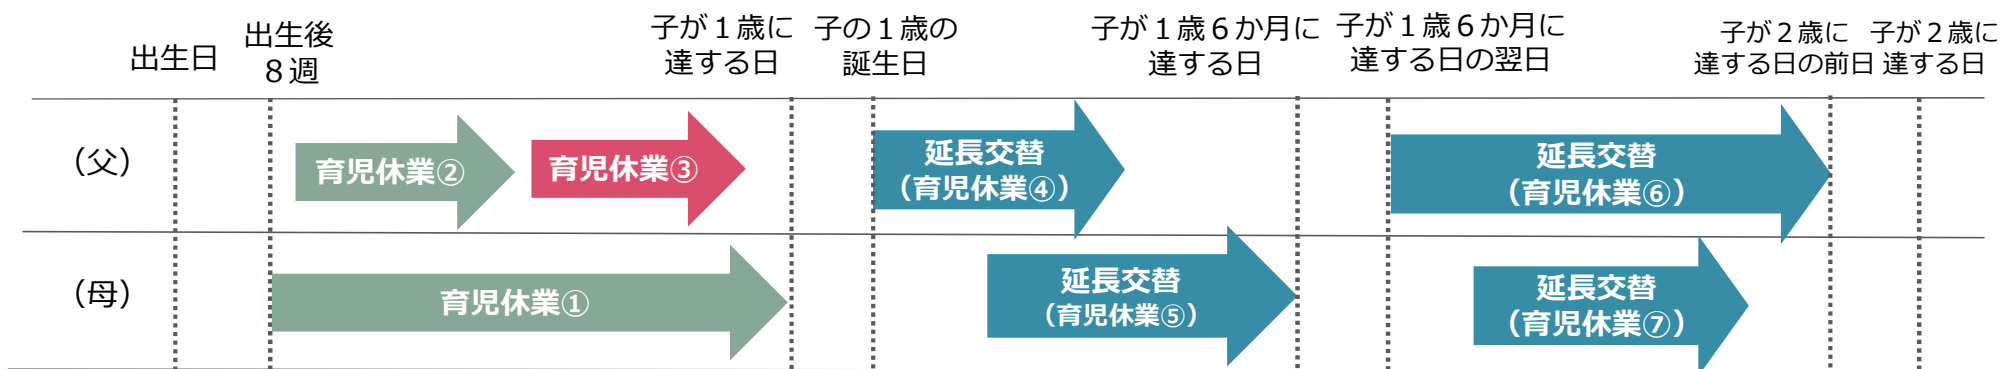 出生日
出生後
８週
子が１歳に
達する日
子の１歳の
誕生日
子が１歳６か月に
達する日
子が１歳６か月に
達する日の翌日
子が２歳に
達する日の前日
子が２歳に
達する日
（父）
育児休業②
育児休業③
延長交替
（育児休業④）
延長交替
（育児休業⑥）
（母）
育児休業①
延長交替
（育児休業⑤）
延長交替
（育児休業⑦）